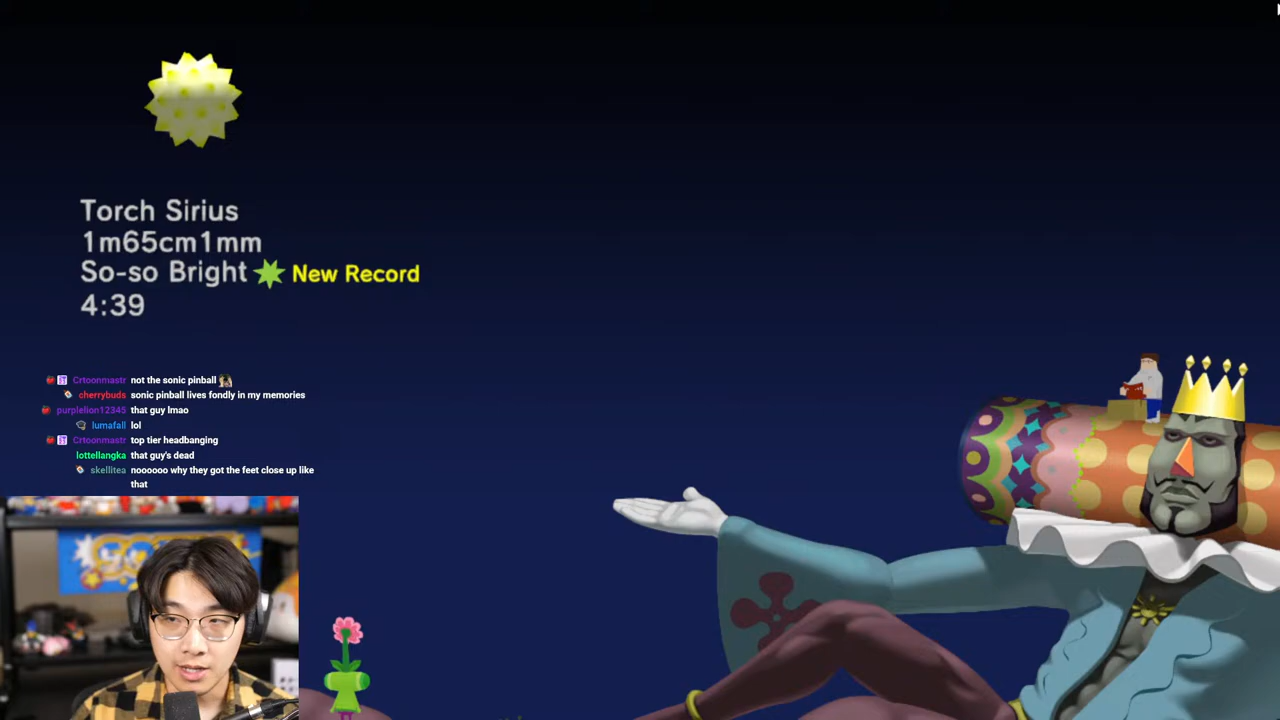 Torch Sirius
1m65cm1mm
So-so Bright New Record
4:39
Crtoonmastr not the sonic pinball
cherrybuds sonic pinball lives fondly in my memories
purplelion12345 that guy lmao
lumafall lol
Crtoonmastr top tier headbanging
lottellangka that guy's dead
skellitea noooooo why they got the feet close up like
that